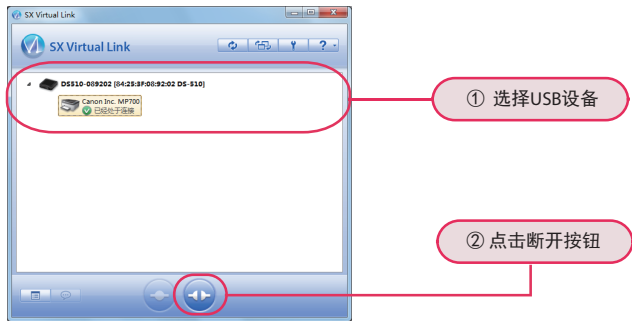 SX Virtual Link
SX Virtual Link
DS510-089202 [84:25:3F:08:92:02 DS-510]
Canon Inc. MP700
已经处于连接
① 选择USB设备
② 点击断开按钮